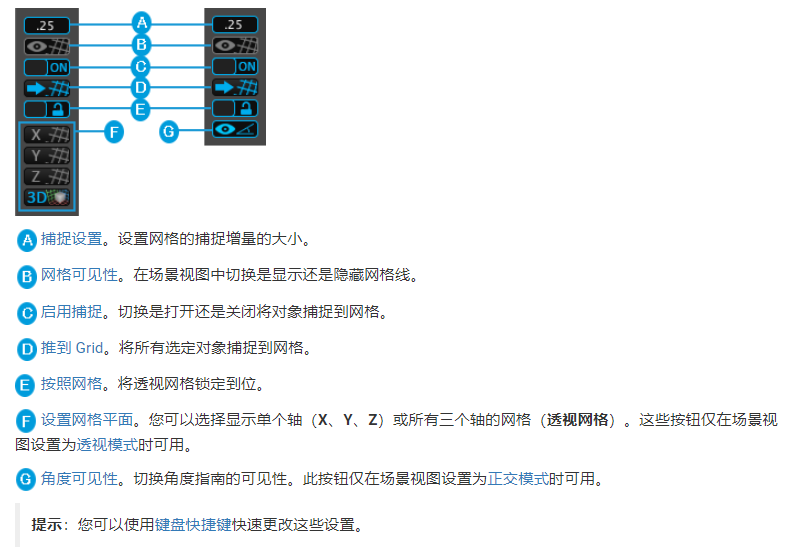 .25 A .25
B
ON C ON
D
E
X F G
Y
Z
3D
A 捕捉设置。设置网格的捕捉增量的大小。
B 网格可见性。在场景视图中切换是显示还是隐藏网格线。
C 启用捕捉。切换是打开还是关闭将对象捕捉到网格。
D 推到 Grid。将所有选定对象捕捉到网格。
E 按照网格。将透视网格锁定到位。
F 设置网格平面。您可以选择显示单个轴（X、Y、Z）或所有三个轴的网格（透视网格）。这些按钮仅在场景视
图设置为透视模式时可用。
G 角度可见性。切换角度指南的可见性。此按钮仅在场景视图设置为正交模式时可用。
提示：您可以使用键盘快捷键快速更改这些设置。